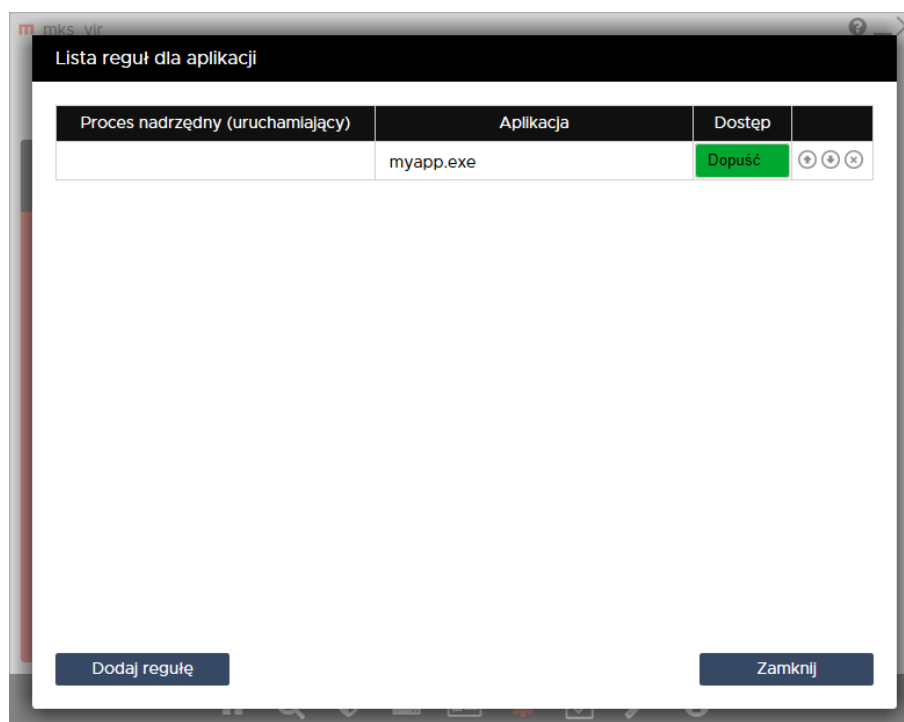 mks_vir
Lista reguł dla aplikacji
Proces nadrzędny (uruchamiający) Aplikacja Dostęp
myapp.exe Dopuść
Dodaj regułę Zamknij